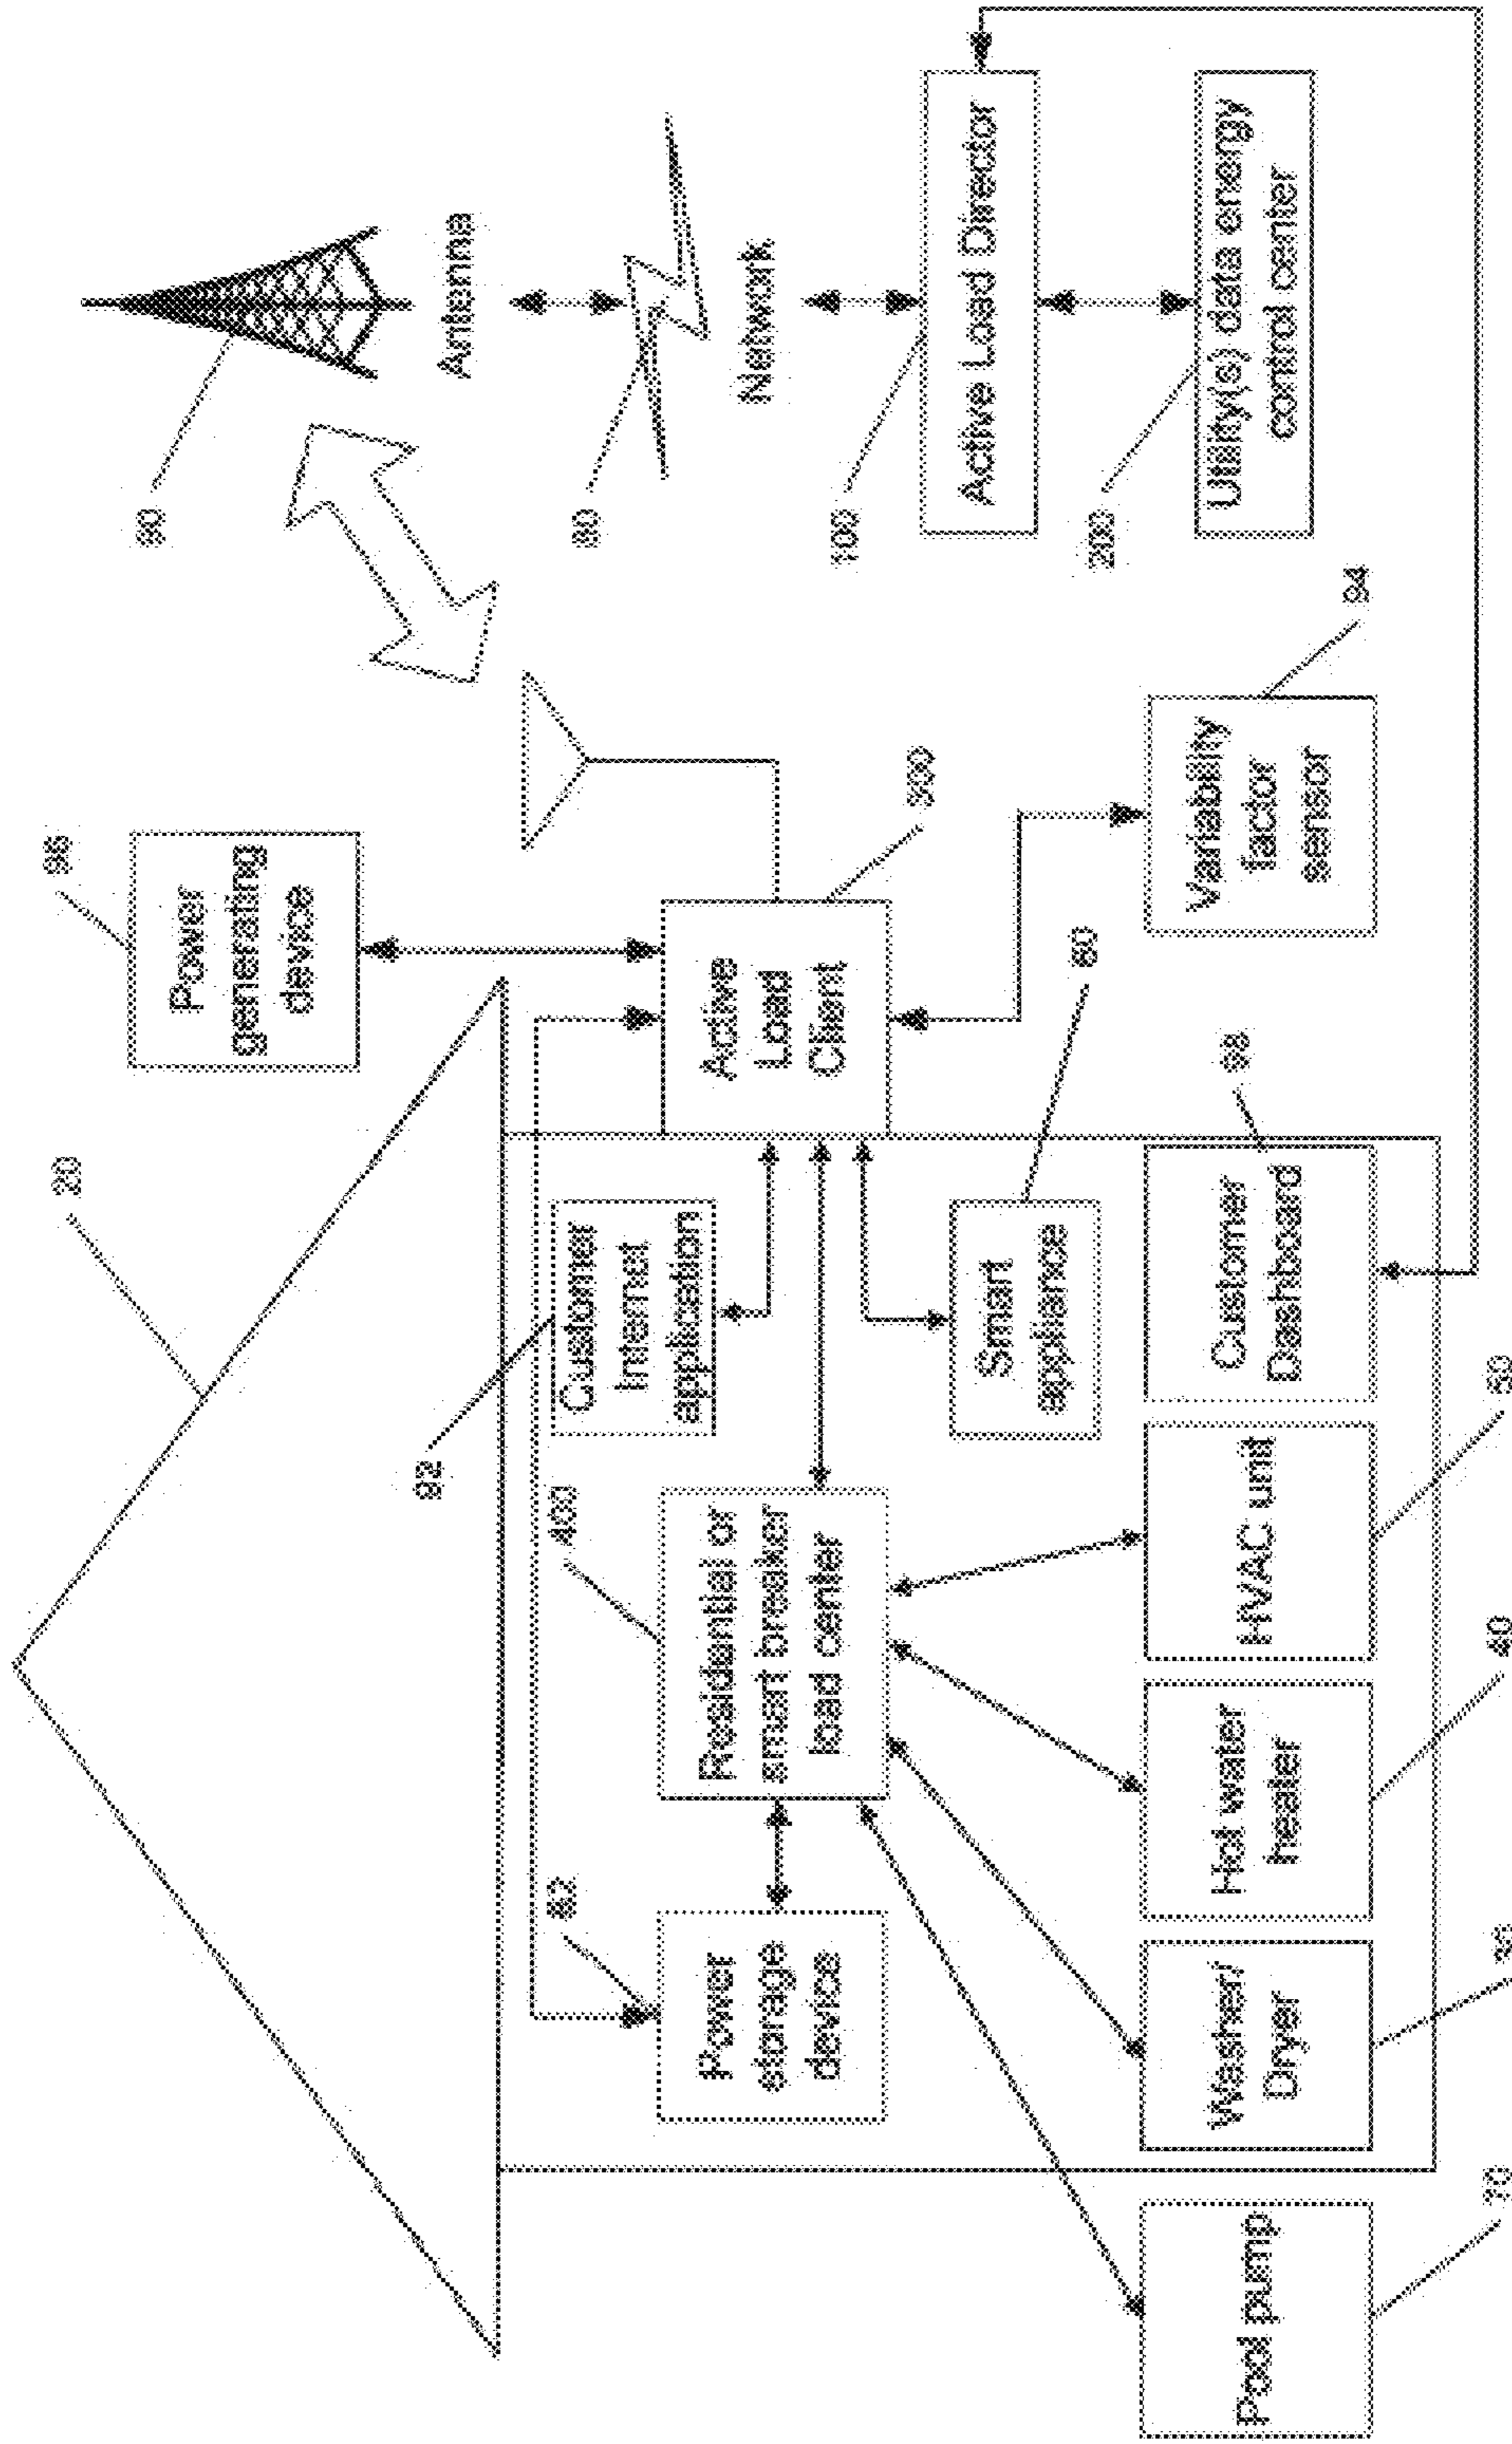 20
96
Power
generating
device
90
Antenna
92
82
400
Customer
Internet
application
80
Network
Power
storage
device
Residential or
smart breaker
load center
Active
Load
Client
300
100
Active Load Director
Smart
appliance
60
200
Utility(s) data energy
control center
Pool pump
Washer/
Dryer
Hot water
heater
HVAC unit
Customer
Dashboard
98
Variability
factor
sensor
94
70
40
50